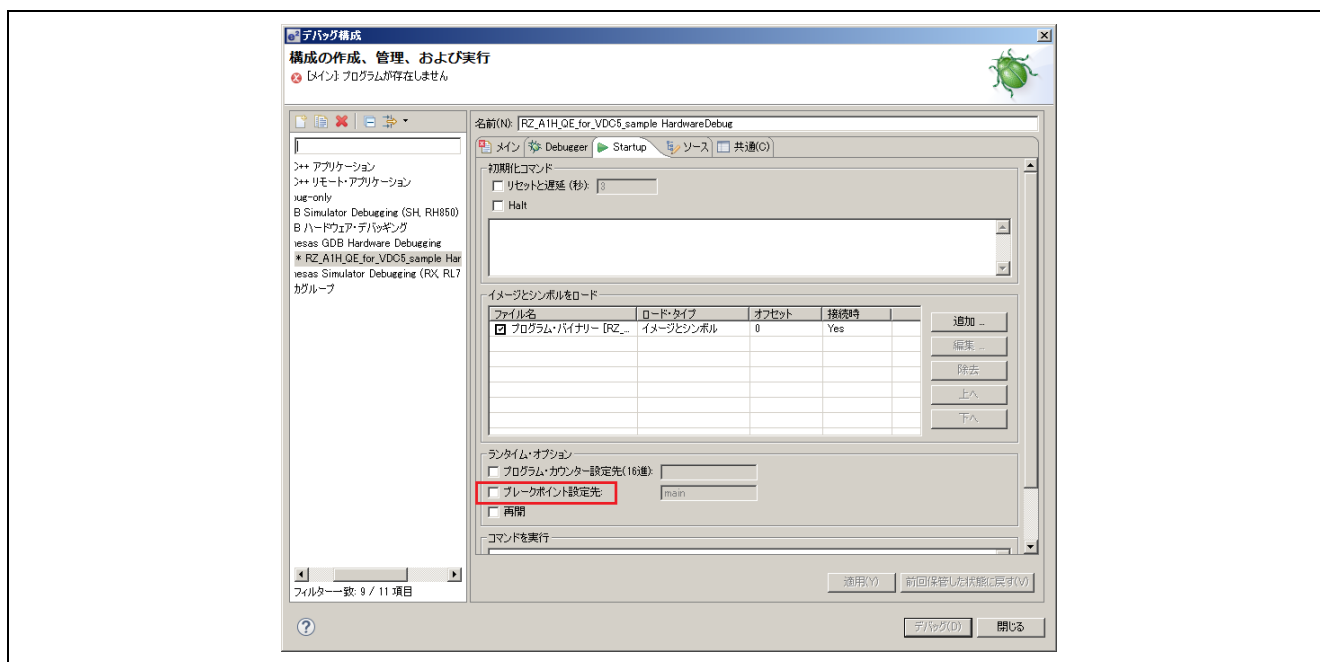 デバッグ構成
構成の作成、管理、および実行
[メイン]: プログラムが存在しません
名前(N): RZ_A1H_QE_for_VDC5_sample HardwareDebug
メイン Debugger Startup ソース 共通(C)
初期化コマンド
リセットと遅延 (秒): 3
Halt
イメージとシンボルをロード
ファイル名 ロード・タイプ オフセット 接続時
プログラム・バイナリー [RZ_... イメージとシンボル 0 Yes
追加 ...
編集 ...
除去
上へ
下へ
ランタイム・オプション
プログラム・カウンター設定先(16進):
ブレークポイント設定先: main
再開
コマンドを実行
C++ アプリケーション
C++ リモート・アプリケーション
bug-only
B Simulator Debugging (SH, RH850)
B ハードウェア・デバッギング
nesas GDB Hardware Debugging
* RZ_A1H_QE_for_VDC5_sample Har
nesas Simulator Debugging (RX, RL7
カグループ
フィルター一致: 9 / 11 項目
適用(Y) 前回保管した状態に戻す(V)
デバッグ(D) 閉じる